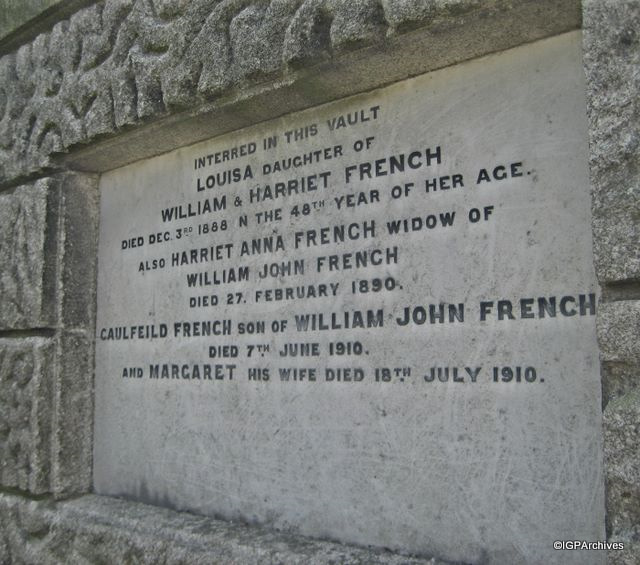 INTERRED IN THIS VAULT
LOUISA DAUGHTER OF
WILLIAM & HARRIET FRENCH
DIED DEC. 3RD 1888 N THE 48TH YEAR OF HER AGE.
ALSO HARRIET ANNA FRENCH WIDOW OF
WILLIAM JOHN FRENCH
DIED 27. FEBRUARY 1890.
CAULFEILD FRENCH SON OF WILLIAM JOHN FRENCH
DIED 7TH JUNE 1910.
AND MARGARET HIS WIFE DIED 18TH JULY 1910.
©IGPArchives